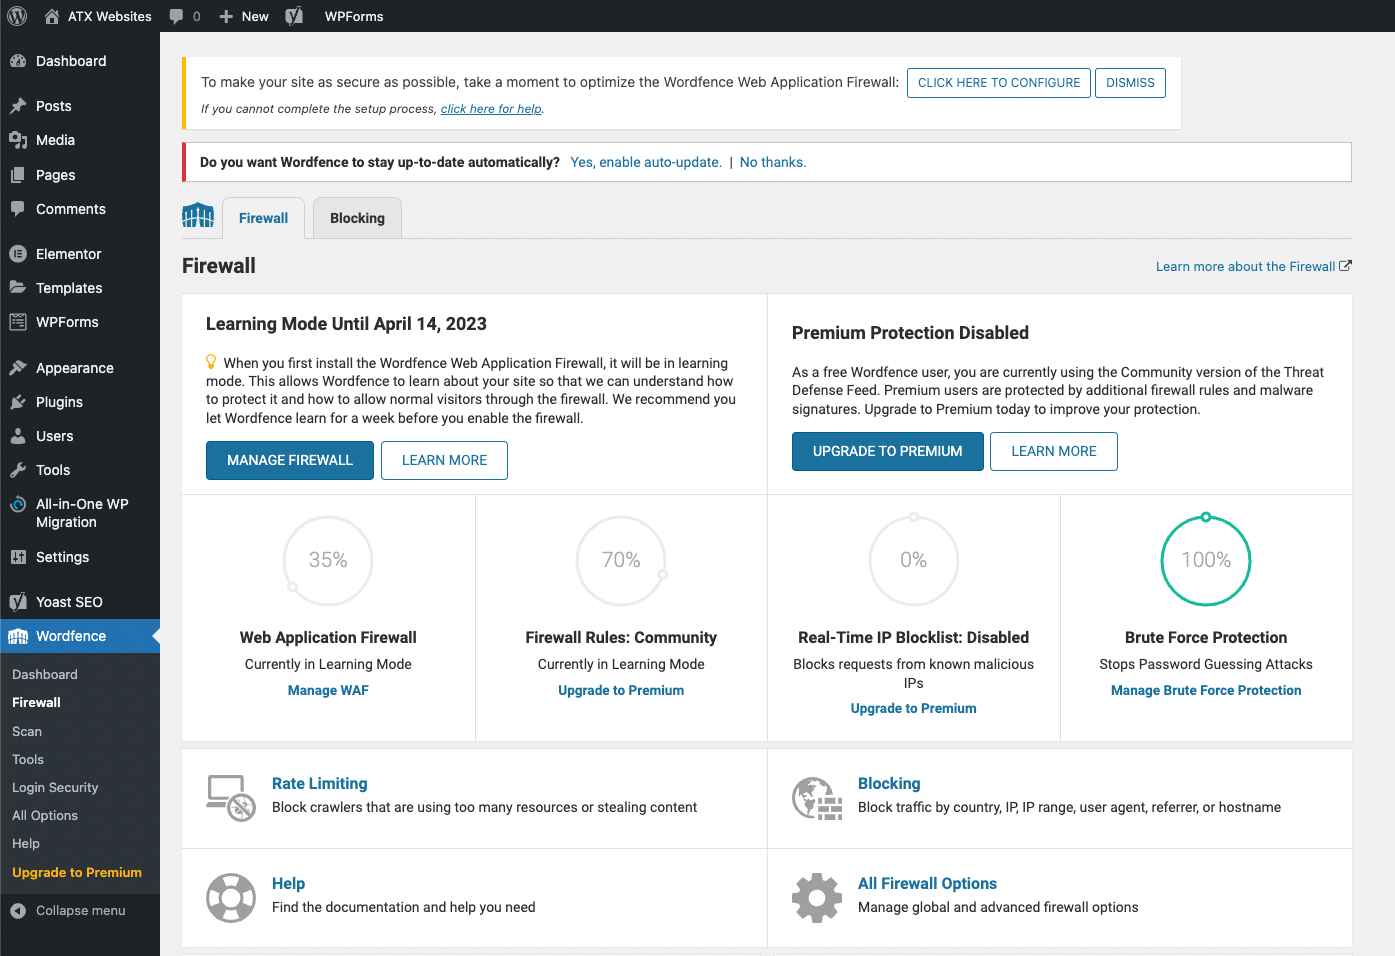 ATX Websites 0 New WPForms
Dashboard
Posts
Media
Pages
Comments
Elementor
Templates
WPForms
Appearance
Plugins
Users
Tools
All-in-One WP
Migration
Settings
Yoast SEO
Wordfence
Dashboard
Firewall
Scan
Tools
Login Security
All Options
Help
Upgrade to Premium
Collapse menu
To make your site as secure as possible, take a moment to optimize the Wordfence Web Application Firewall: CLICK HERE TO CONFIGURE DISMISS
If you cannot complete the setup process, click here for help.
Do you want Wordfence to stay up-to-date automatically? Yes, enable auto-update. | No thanks.
Firewall Blocking
Firewall
Learn more about the Firewall
Learning Mode Until April 14, 2023
When you first install the Wordfence Web Application Firewall, it will be in learning
mode. This allows Wordfence to learn about your site so that we can understand how
to protect it and how to allow normal visitors through the firewall. We recommend you
let Wordfence learn for a week before you enable the firewall.
MANAGE FIREWALL LEARN MORE
Premium Protection Disabled
As a free Wordfence user, you are currently using the Community version of the Threat
Defense Feed. Premium users are protected by additional firewall rules and malware
signatures. Upgrade to Premium today to improve your protection.
UPGRADE TO PREMIUM LEARN MORE
35%
Web Application Firewall
Currently in Learning Mode
Manage WAF
70%
Firewall Rules: Community
Currently in Learning Mode
Upgrade to Premium
0%
Real-Time IP Blocklist: Disabled
Blocks requests from known malicious
IPs
Upgrade to Premium
100%
Brute Force Protection
Stops Password Guessing Attacks
Manage Brute Force Protection
Rate Limiting
Block crawlers that are using too many resources or stealing content
Blocking
Block traffic by country, IP, IP range, user agent, referrer, or hostname
Help
Find the documentation and help you need
All Firewall Options
Manage global and advanced firewall options